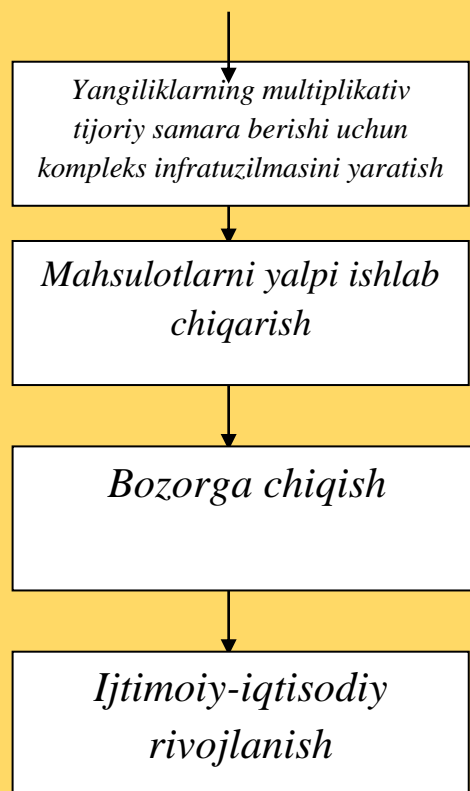 Yangiliklarning multiplikativ
tijoriy samara berishi uchun
kompleks infratuzilmasini yaratish
Mahsulotlarni yalpi ishlab
chiqarish
Bozorga chiqish
Ijtimoiy-iqtisodiy
rivojlanish